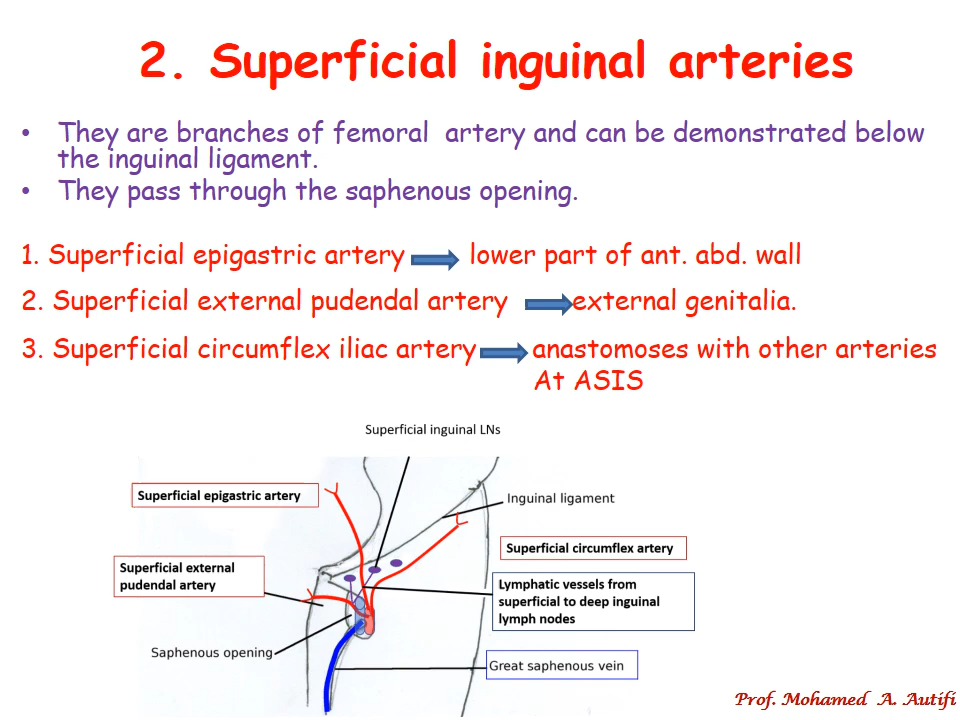 2. Superficial inguinal arteries
• They are branches of femoral artery and can be demonstrated below
the inguinal ligament.
• They pass through the saphenous opening.
1. Superficial epigastric artery lower part of ant. abd. wall
2. Superficial external pudendal artery external genitalia.
3. Superficial circumflex iliac artery anastomoses with other arteries
At ASIS
Superficial inguinal LNs
Superficial epigastric artery
Inguinal ligament
Superficial circumflex artery
Superficial external
pudendal artery
Lymphatic vessels from
superficial to deep inguinal
lymph nodes
Saphenous opening
Great saphenous vein
Prof. Mohamed A. Autifi